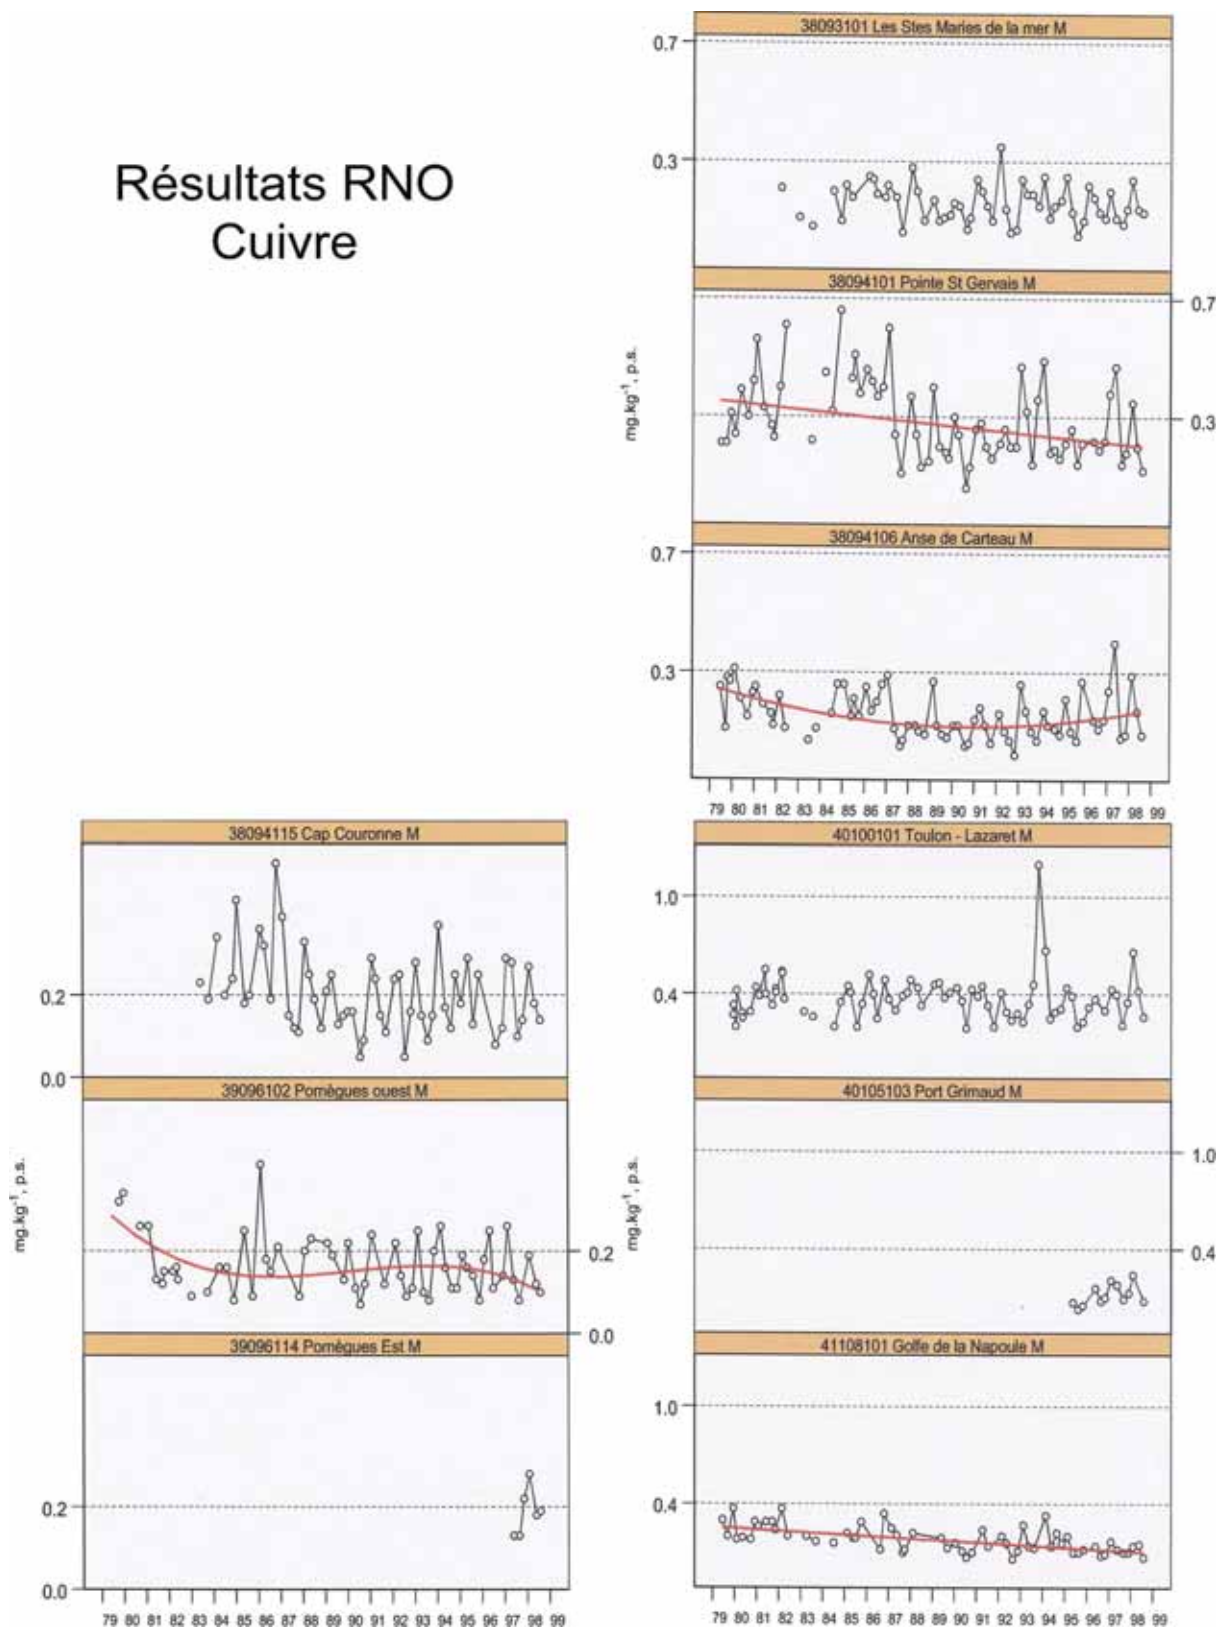 Résultats RNO
Cuivre
38093101 Les Stes Maries de la mer M
0.7
0.3
38094101 Pointe St Gervais M
0.7
0.3
mg.kg⁻¹, p.s.
38094106 Anse de Carteau M
0.7
0.3
79 80 81 82 83 84 85 86 87 88 89 90 91 92 93 94 95 96 97 98 99
38094115 Cap Couronne M
0.2
0.0
39096102 Pomègues ouest M
mg.kg⁻¹, p.s.
0.2
0.0
39096114 Pomègues Est M
0.2
0.0
79 80 81 82 83 84 85 86 87 88 89 90 91 92 93 94 95 96 97 98 99
40100101 Toulon - Lazaret M
1.0
0.4
40105103 Port Grimaud M
mg.kg⁻¹, p.s.
1.0
0.4
41108101 Golfe de la Napoule M
1.0
0.4
79 80 81 82 83 84 85 86 87 88 89 90 91 92 93 94 95 96 97 98 99